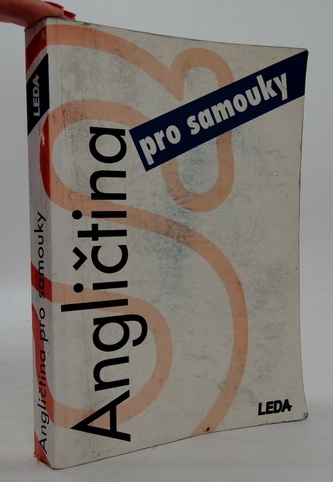 LEDA
Angličtina pro samouky
Angličtina
pro samouky
LEDA